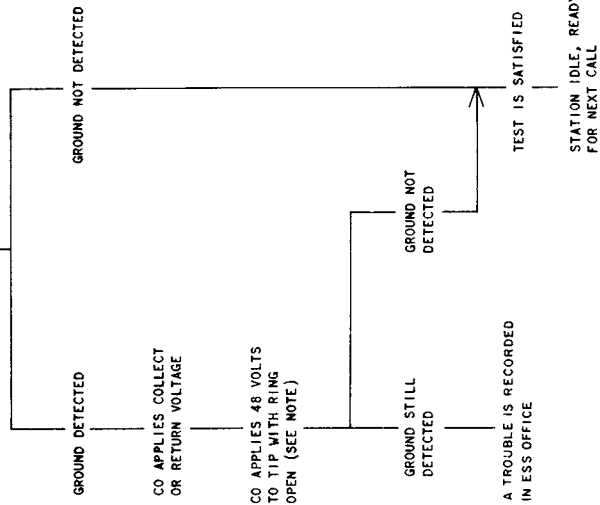 GROUND DETECTED
GROUND NOT DETECTED
CO APPLIES COLLECT
OR RETURN VOLTAGE
CO APPLIES 48 VOLTS
TO TIP WITH RING
OPEN (SEE NOTE)
GROUND STILL
DETECTED
GROUND NOT
DETECTED
A TROUBLE IS RECORDED
IN ESS OFFICE
TEST IS SATISFIED
STATION IDLE, READY
FOR NEXT CALL